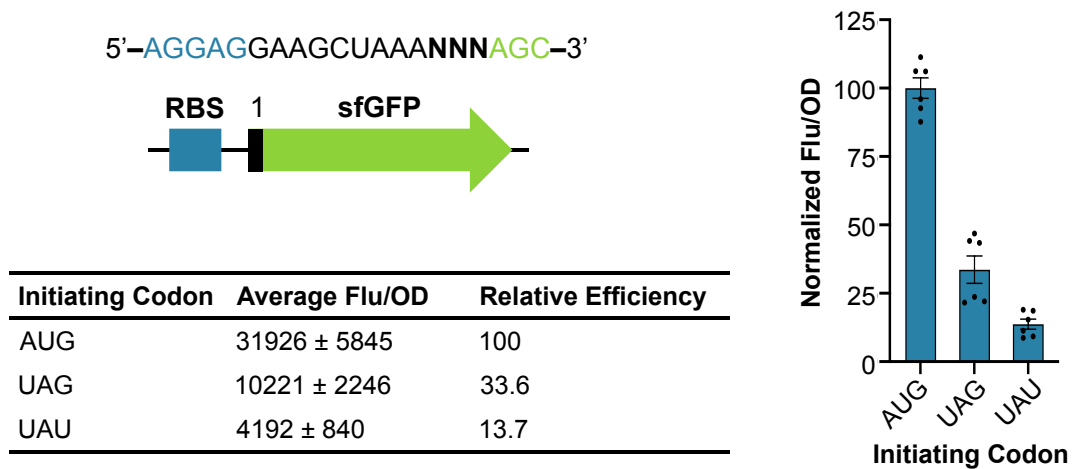 5'–AGGAGGAAGCUAAANNNAGC–3'
RBS 1 sfGFP
Initiating Codon Average Flu/OD Relative Efficiency
AUG 31926 ± 5845 100
UAG 10221 ± 2246 33.6
UAU 4192 ± 840 13.7
Normalized Flu/OD
125
100
75
50
25
0
AUG UAG UAU
Initiating Codon